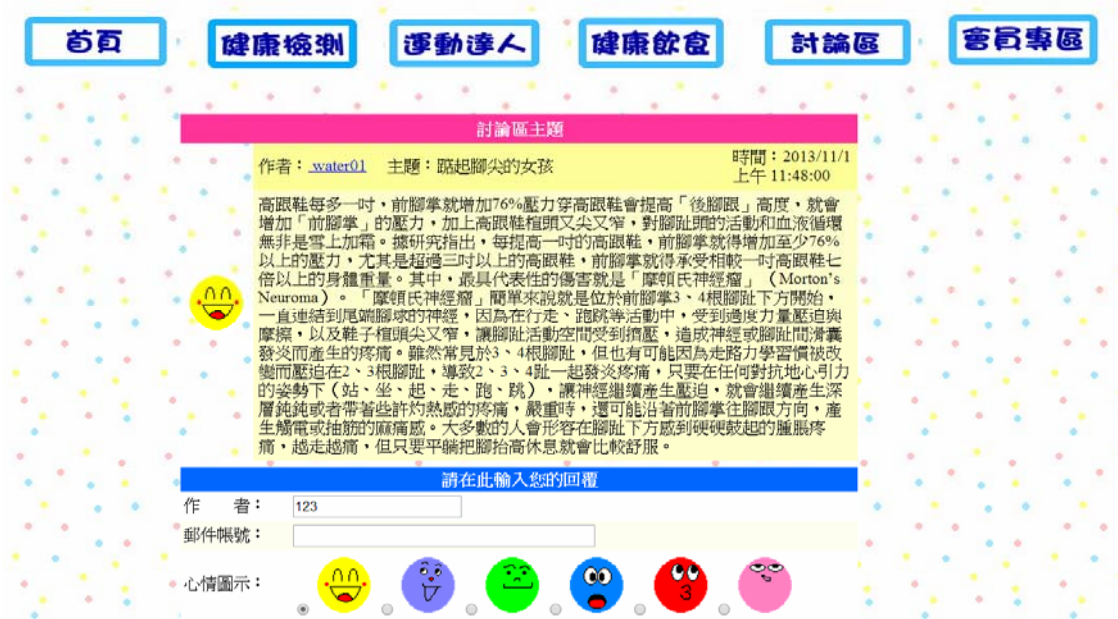 首頁 健康檢測 運動達人 健康飲食 討論區 會員專區
討論區主題
作者：water01 主題：踮起腳尖的女孩 時間：2013/11/1
上午 11:48:00
高跟鞋每多一吋，前腳掌就增加76%壓力穿高跟鞋會提高「後腳跟」高度，就會
增加「前腳掌」的壓力，加上高跟鞋楦頭又尖又窄，對腳趾頭的活動和血液循環
無非是雪上加霜。據研究指出，每提高一吋的高跟鞋，前腳掌就得增加至少76%
以上的壓力，尤其是超過三吋以上的高跟鞋，前腳掌就得承受相較一吋高跟鞋七
倍以上的身體重量。其中，最具代表性的傷害就是「摩頓氏神經瘤」（Morton's
Neuroma）。「摩頓氏神經瘤」簡單來說就是位於前腳掌3、4根腳趾下方開始，
一直連結到尾端腳球的神經，因為在行走、跑跳等活動中，受到過度力量壓迫與
摩擦，以及鞋子楦頭尖又窄，讓腳趾活動空間受到擠壓，造成神經或腳趾間滑囊
發炎而產生的疼痛。雖然常見於3、4根腳趾，但也有可能因為走路力學習慣被改
變而壓迫在2、3根腳趾，導致2、3、4趾一起發炎疼痛，只要在任何對抗地心引力
的姿勢下（站、坐、起、走、跑、跳），讓神經繼續產生壓迫，就會繼續產生深
層鈍鈍或者帶著些許灼熱感的疼痛，嚴重時，還可能沿著前腳掌往腳跟方向，產
生觸電或抽筋的麻痛感。大多數的人會形容在腳趾下方感到硬硬鼓起的腫脹疼
痛，越走越痛，但只要平躺把腳抬高休息就會比較舒服。
請在此輸入您的回覆
作 者： 123
郵件帳號：
心情圖示：